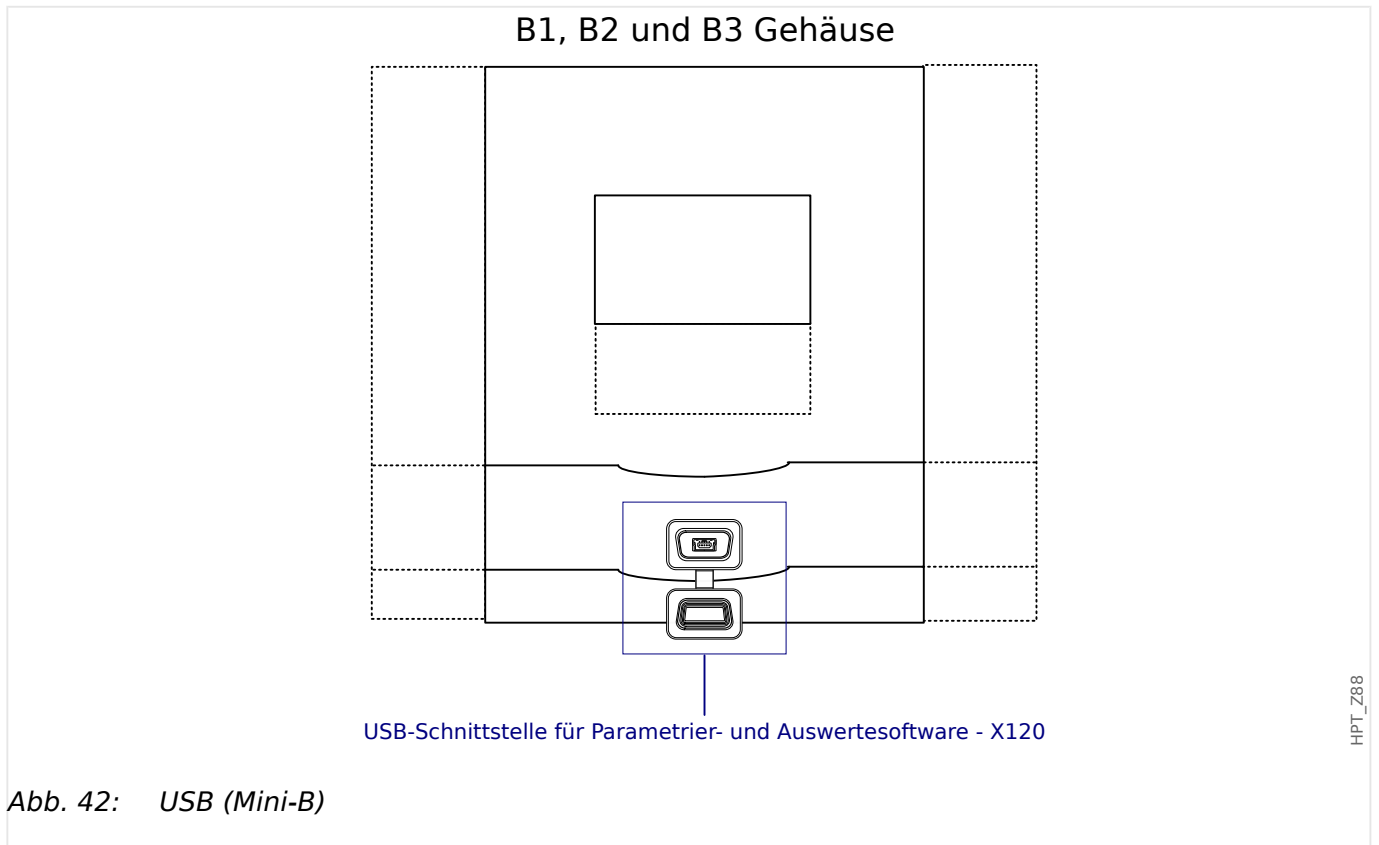 B1, B2 und B3 Gehäuse
USB-Schnittstelle für Parametrier- und Auswertesoftware - X120
HPT_Z88
Abb. 42: USB (Mini-B)